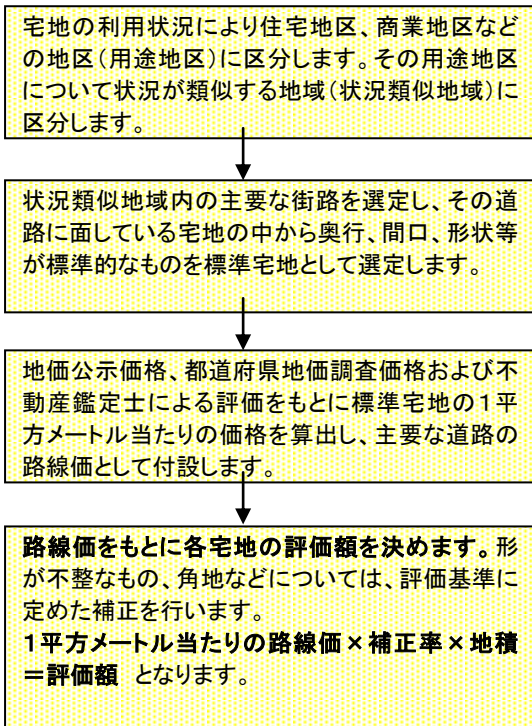 宅地の利用状況により住宅地区、商業地区など
の地区（用途地区）に区分します。その用途地区
について状況が類似する地域（状況類似地域）に
区分します。
状況類似地域内の主要な街路を選定し、その道
路に面している宅地の中から奥行、間口、形状等
が標準的なものを標準宅地として選定します。
地価公示価格、都道府県地価調査価格および不
動産鑑定士による評価をもとに標準宅地の１平
方メートル当たりの価格を算出し、主要な道路の
路線価として付設します。
路線価をもとに各宅地の評価額を決めます。形
が不整なもの、角地などについては、評価基準に
定めた補正を行います。
１平方メートル当たりの路線価×補正率×地積
＝評価額　となります。